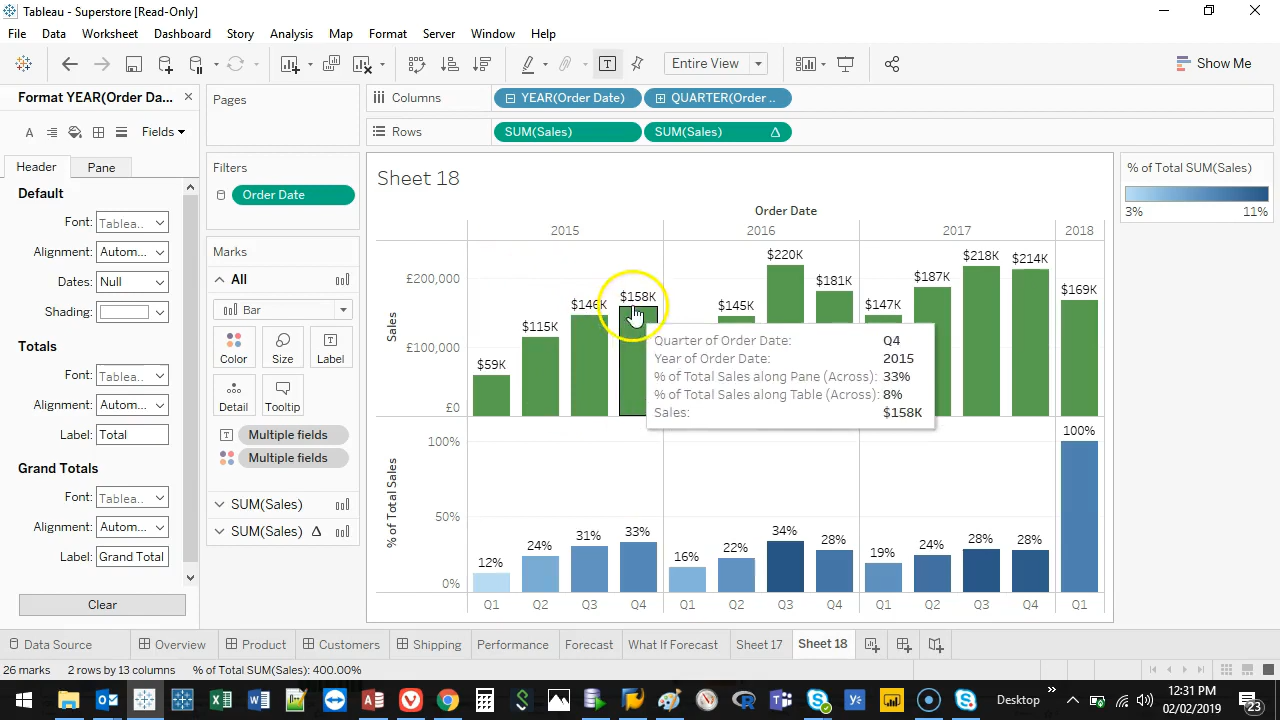 Tableau - Superstore [Read-Only]
File Data Worksheet Dashboard Story Analysis Map Format Server Window Help
Entire View
Show Me
Format YEAR(Order Da...
Fields
Header Pane
Default
Font: Tablea..
Alignment: Autom...
Dates: Null
Shading:
Totals
Font: Tablea..
Alignment: Autom...
Label: Total
Grand Totals
Font: Tablea..
Alignment: Autom...
Label: Grand Total
Clear
Pages
Filters
Order Date
Marks
All
Bar
Color Size Label
Detail Tooltip
Multiple fields
Multiple fields
SUM(Sales)
SUM(Sales) Δ
Columns YEAR(Order Date) QUARTER(Order ..
Rows SUM(Sales) SUM(Sales) Δ
Sheet 18
Order Date
2015 2016 2017 2018
Sales
£200,000
£100,000
£0
$59K $115K $146K $158K $145K $220K $181K $147K $187K $218K $214K $169K
Quarter of Order Date: Q4
Year of Order Date: 2015
% of Total Sales along Pane (Across): 33%
% of Total Sales along Table (Across): 8%
Sales: $158K
% of Total Sales
100%
50%
0%
12% 24% 31% 33% 16% 22% 34% 28% 19% 24% 28% 28% 100%
Q1 Q2 Q3 Q4 Q1 Q2 Q3 Q4 Q1 Q2 Q3 Q4 Q1
% of Total SUM(Sales)
3% 11%
Data Source Overview Product Customers Shipping Performance Forecast What If Forecast Sheet 17 Sheet 18
26 marks 2 rows by 13 columns % of Total SUM(Sales): 400.00%
Desktop
12:31 PM
02/02/2019
23